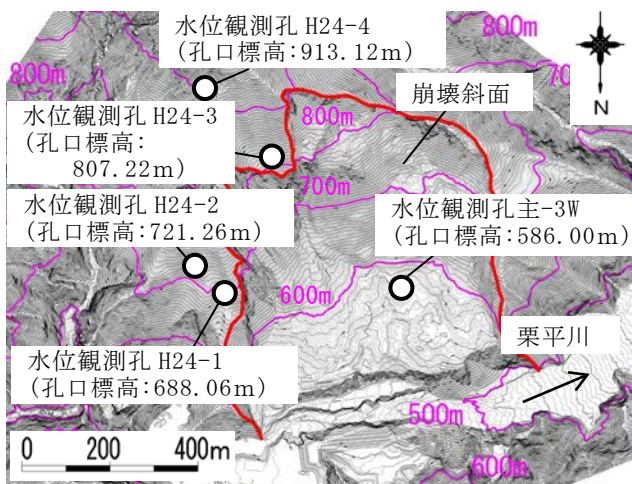 水位観測孔 H24-4
(孔口標高:913.12m)
800m
水位観測孔 H24-3
(孔口標高:
807.22m)
800m
崩壊斜面
800m
N
700m
水位観測孔 H24-2
(孔口標高:721.26m)
水位観測孔主-3W
(孔口標高:586.00m)
600m
栗平川
水位観測孔 H24-1
(孔口標高:688.06m)
500m
600m
0 200 400m